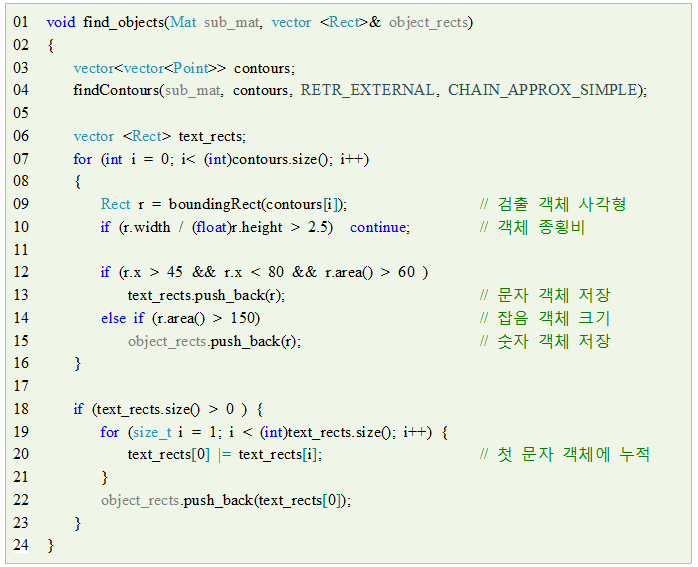 01 void find_objects(Mat sub_mat, vector <Rect>& object_rects)
02 {
03 vector<vector<Point>> contours;
04 findContours(sub_mat, contours, RETR_EXTERNAL, CHAIN_APPROX_SIMPLE);
05
06 vector <Rect> text_rects;
07 for (int i = 0; i< (int)contours.size(); i++)
08 {
09 Rect r = boundingRect(contours[i]); // 검출 객체 사각형
10 if (r.width / (float)r.height > 2.5) continue; // 객체 종횡비
11
12 if (r.x > 45 && r.x < 80 && r.area() > 60 )
13 text_rects.push_back(r); // 문자 객체 저장
14 else if (r.area() > 150) // 잡음 객체 크기
15 object_rects.push_back(r); // 숫자 객체 저장
16 }
17
18 if (text_rects.size() > 0 ) {
19 for (size_t i = 1; i < (int)text_rects.size(); i++) {
20 text_rects[0] |= text_rects[i]; // 첫 문자 객체에 누적
21 }
22 object_rects.push_back(text_rects[0]);
23 }
24 }